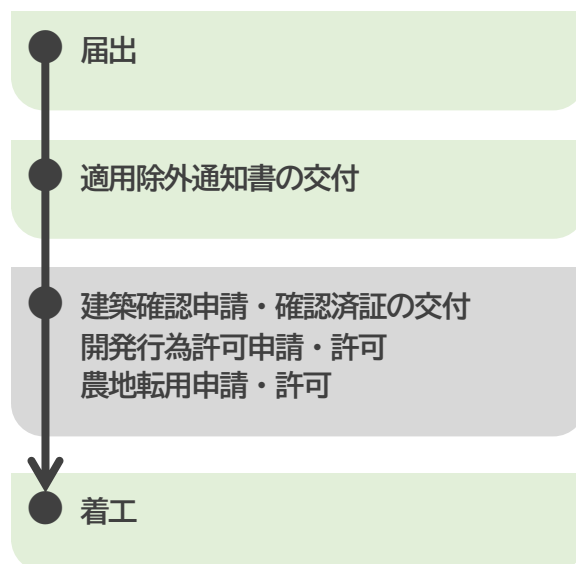 届出
適用除外通知書の交付
建築確認申請・確認済証の交付
開発行為許可申請・許可
農地転用申請・許可
着工